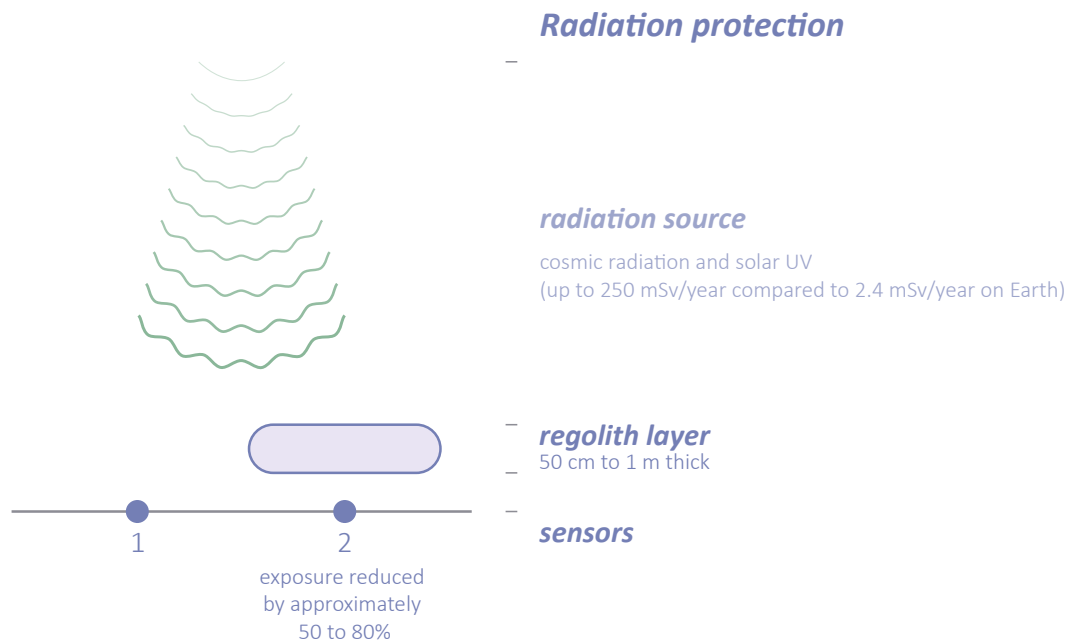 Radiation protection
radiation source
cosmic radiation and solar UV
(up to 250 mSv/year compared to 2.4 mSv/year on Earth)
regolith layer
50 cm to 1 m thick
sensors
1
2
exposure reduced
by approximately
50 to 80%